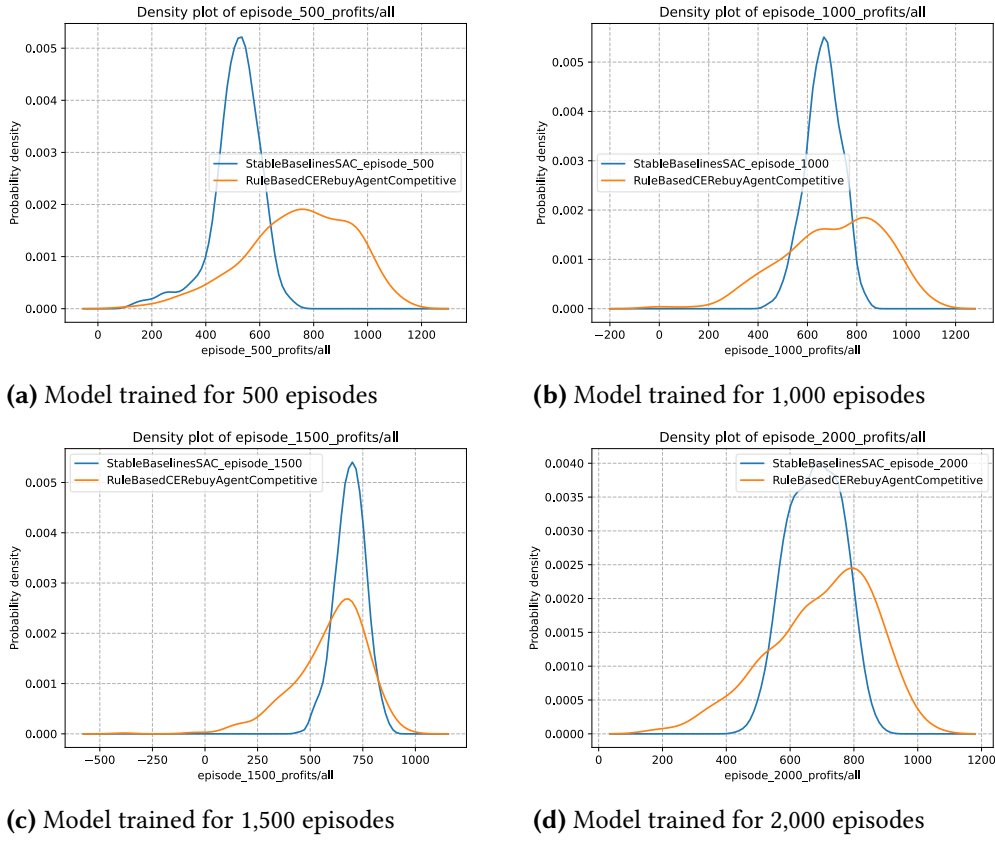 Density plot of episode_500_profits/all
Probability density
0.005
0.004
0.003
0.002
0.001
0.000
StableBaselinesSAC_episode_500
RuleBasedCERebuyAgentCompetitive
0 200 400 600 800 1000 1200
episode_500_profits/all
(a) Model trained for 500 episodes
Density plot of episode_1000_profits/all
Probability density
0.005
0.004
0.003
0.002
0.001
0.000
StableBaselinesSAC_episode_1000
RuleBasedCERebuyAgentCompetitive
−200 0 200 400 600 800 1000 1200
episode_1000_profits/all
(b) Model trained for 1,000 episodes
Density plot of episode_1500_profits/all
Probability density
StableBaselinesSAC_episode_1500
RuleBasedCERebuyAgentCompetitive
0.005
0.004
0.003
0.002
0.001
0.000
−500 −250 0 250 500 750 1000
episode_1500_profits/all
(c) Model trained for 1,500 episodes
Density plot of episode_2000_profits/all
Probability density
StableBaselinesSAC_episode_2000
RuleBasedCERebuyAgentCompetitive
0.0040
0.0035
0.0030
0.0025
0.0020
0.0015
0.0010
0.0005
0.0000
0 200 400 600 800 1000 1200
episode_2000_profits/all
(d) Model trained for 2,000 episodes